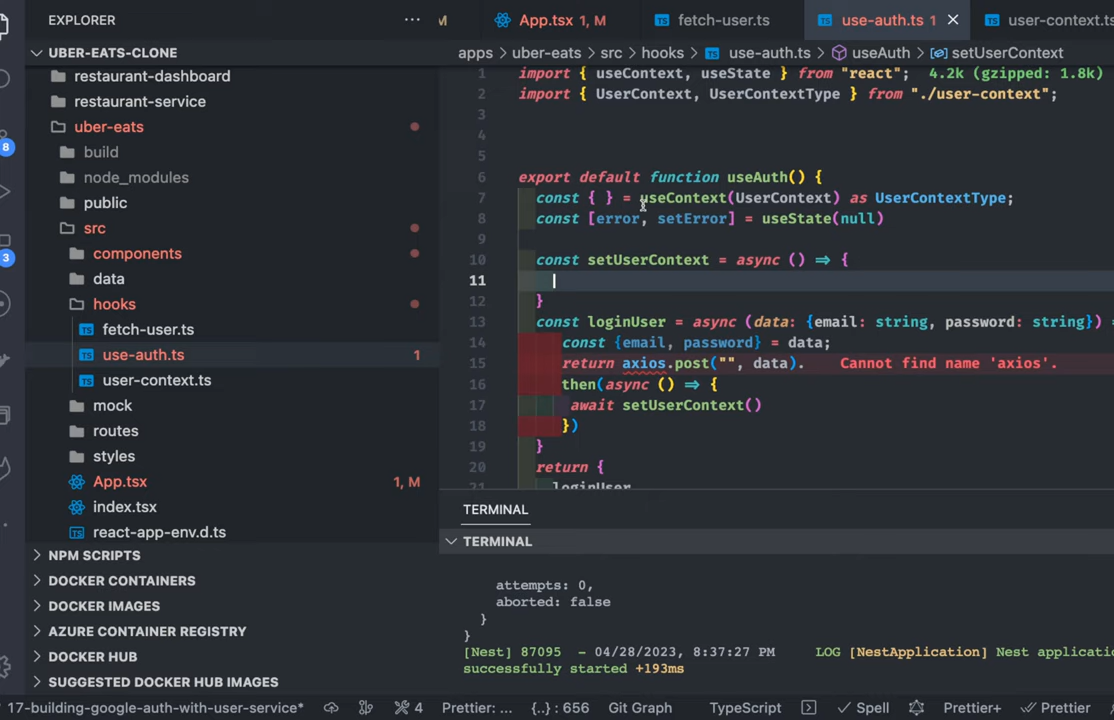 EXPLORER
...
M
App.tsx 1, M
fetch-user.ts
use-auth.ts 1
user-context.ts
UBER-EATS-CLONE
apps > uber-eats > src > hooks > TS use-auth.ts > useAuth > setUserContext
restaurant-dashboard
restaurant-service
uber-eats
build
node_modules
public
src
components
data
hooks
TS fetch-user.ts
TS use-auth.ts 1
TS user-context.ts
mock
routes
styles
App.tsx 1, M
index.tsx
react-app-env.d.ts
NPM SCRIPTS
DOCKER CONTAINERS
DOCKER IMAGES
AZURE CONTAINER REGISTRY
DOCKER HUB
SUGGESTED DOCKER HUB IMAGES
8
3
1 import { useContext, useState } from "react"; 4.2k (gzipped: 1.8k)
2 import { UserContext, UserContextType } from "./user-context";
3
4
5
6 export default function useAuth() {
7 const { } = useContext(UserContext) as UserContextType;
8 const [error, setError] = useState(null)
9
10 const setUserContext = async () => {
11
12 }
13 const loginUser = async (data: {email: string, password: string}) =
14 const {email, password} = data;
15 return axios.post("", data). Cannot find name 'axios'.
16 then(async () => {
17 await setUserContext()
18 })
19 }
20 return {
21 loginUser
TERMINAL
TERMINAL
attempts: 0,
aborted: false
}
}
[Nest] 87095 - 04/28/2023, 8:37:27 PM LOG [NestApplication] Nest applicatio
successfully started +193ms
17-building-google-auth-with-user-service* 4 Prettier: ... {..} : 656 Git Graph TypeScript Spell Prettier+ Prettier